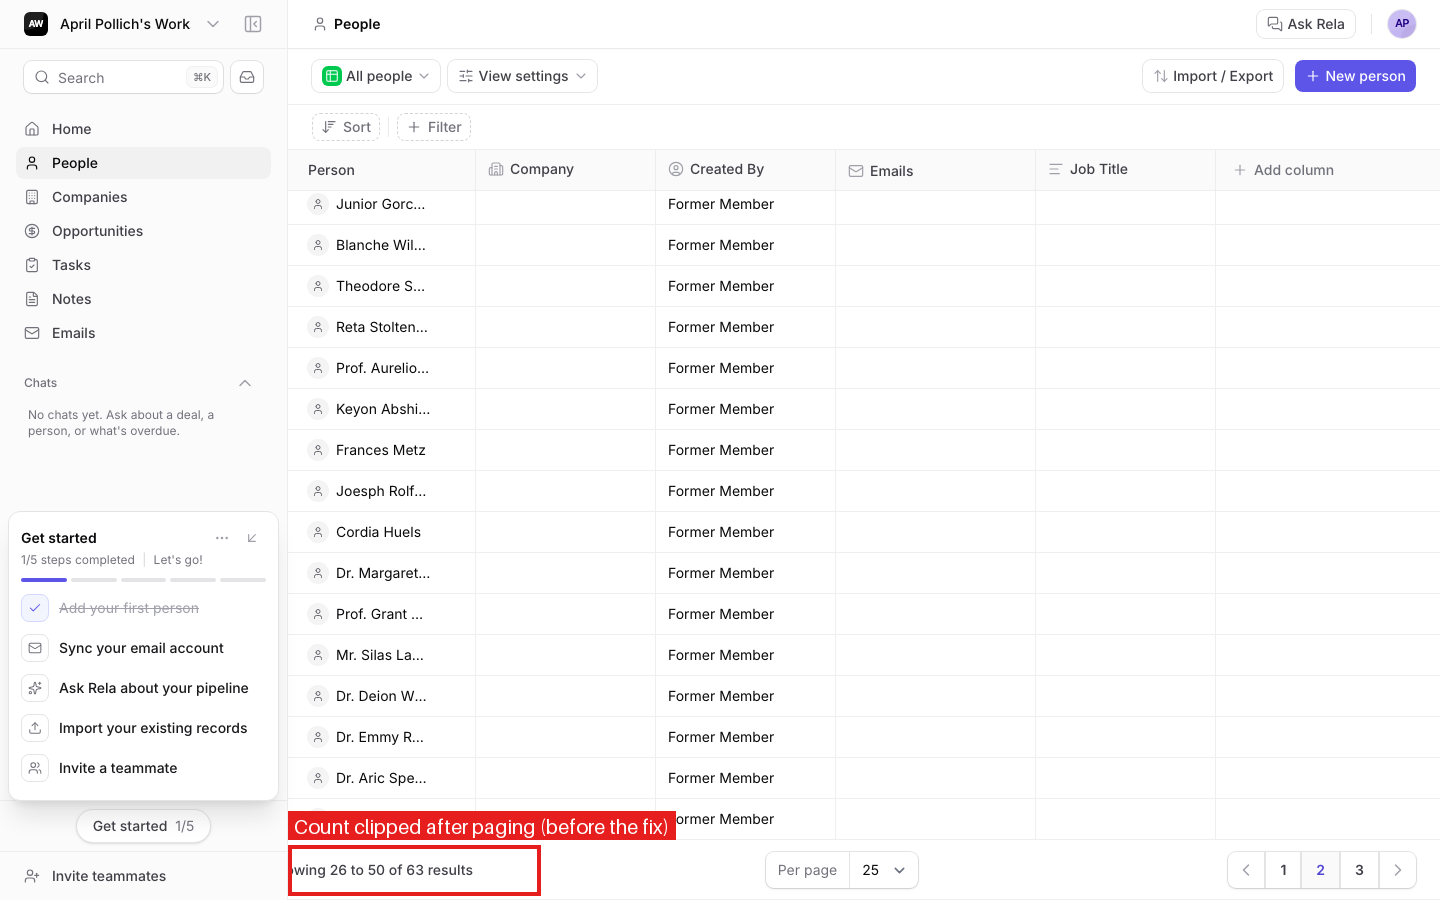 AW April Pollich's Work
People
Ask Rela
AP
Search ⌘K
All people
View settings
Import / Export
New person
Sort
Filter
Home
People
Companies
Opportunities
Tasks
Notes
Emails
Chats
No chats yet. Ask about a deal, a
person, or what's overdue.
Person Company Created By Emails Job Title Add column
Junior Gorc... Former Member
Blanche Wil... Former Member
Theodore S... Former Member
Reta Stolten... Former Member
Prof. Aurelio... Former Member
Keyon Abshi... Former Member
Frances Metz Former Member
Joesph Rolf... Former Member
Cordia Huels Former Member
Dr. Margaret... Former Member
Prof. Grant ... Former Member
Mr. Silas La... Former Member
Dr. Deion W... Former Member
Dr. Emmy R... Former Member
Dr. Aric Spe... Former Member
ormer Member
Get started
1/5 steps completed Let's go!
Add your first person
Sync your email account
Ask Rela about your pipeline
Import your existing records
Invite a teammate
Get started 1/5
Invite teammates
Count clipped after paging (before the fix)
owing 26 to 50 of 63 results
Per page 25
1 2 3